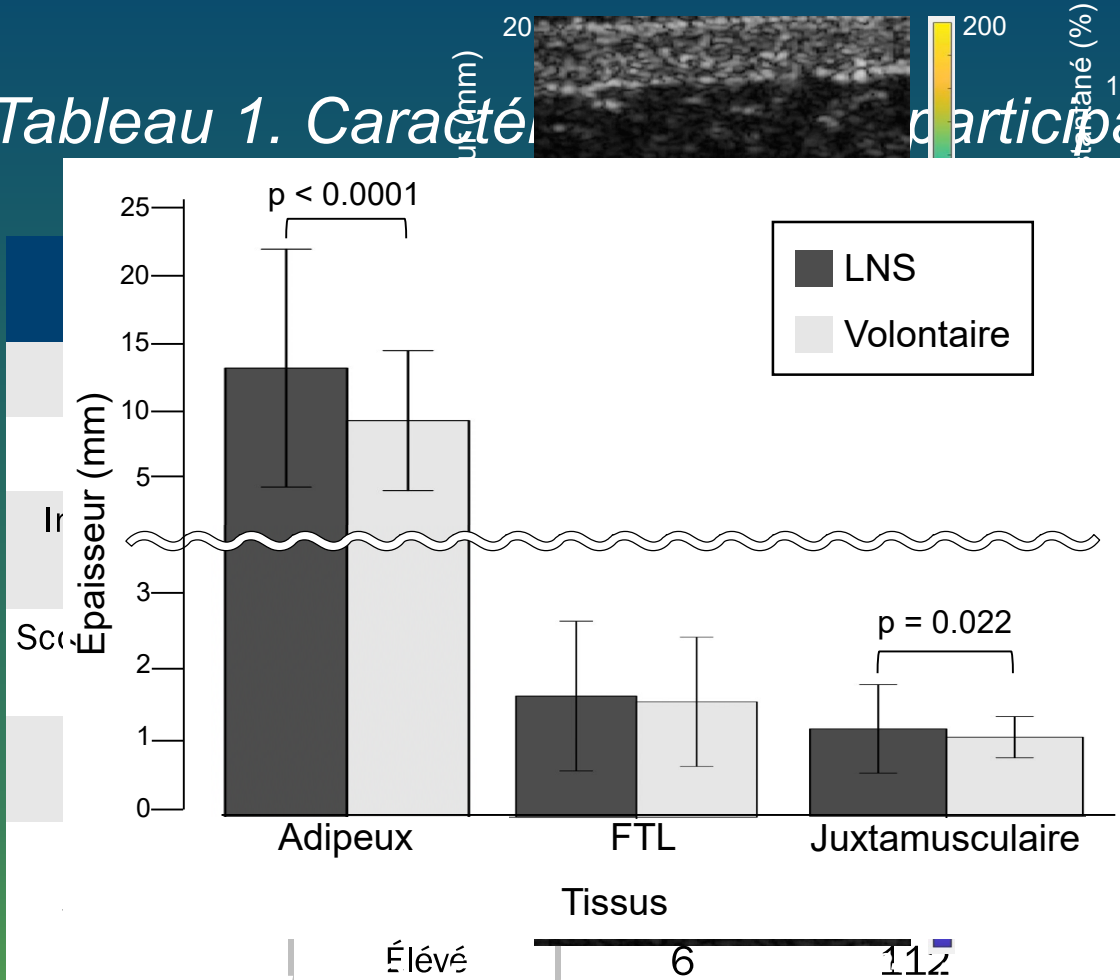 20
200
Tableau 1. Caracté
p < 0.0001
25
20
15
10
5
3
2
1
0
Épaisseur (mm)
LNS
Volontaire
p = 0.022
Adipeux
FTL
Juxtamusculaire
Tissus
Élévé
6
112